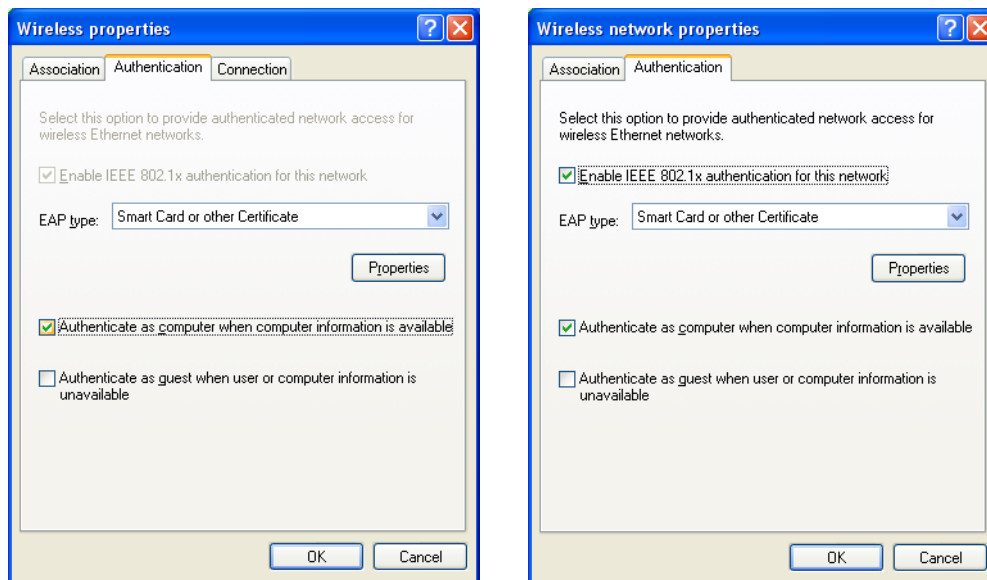 Wireless properties
Association Authentication Connection
Select this option to provide authenticated network access for
wireless Ethernet networks.
Enable IEEE 802.1x authentication for this network
EAP type: Smart Card or other Certificate
Properties
Authenticate as computer when computer information is available
Authenticate as guest when user or computer information is
unavailable
OK Cancel
Wireless network properties
Association Authentication
Select this option to provide authenticated network access for
wireless Ethernet networks.
Enable IEEE 802.1x authentication for this network
EAP type: Smart Card or other Certificate
Properties
Authenticate as computer when computer information is available
Authenticate as guest when user or computer information is
unavailable
OK Cancel